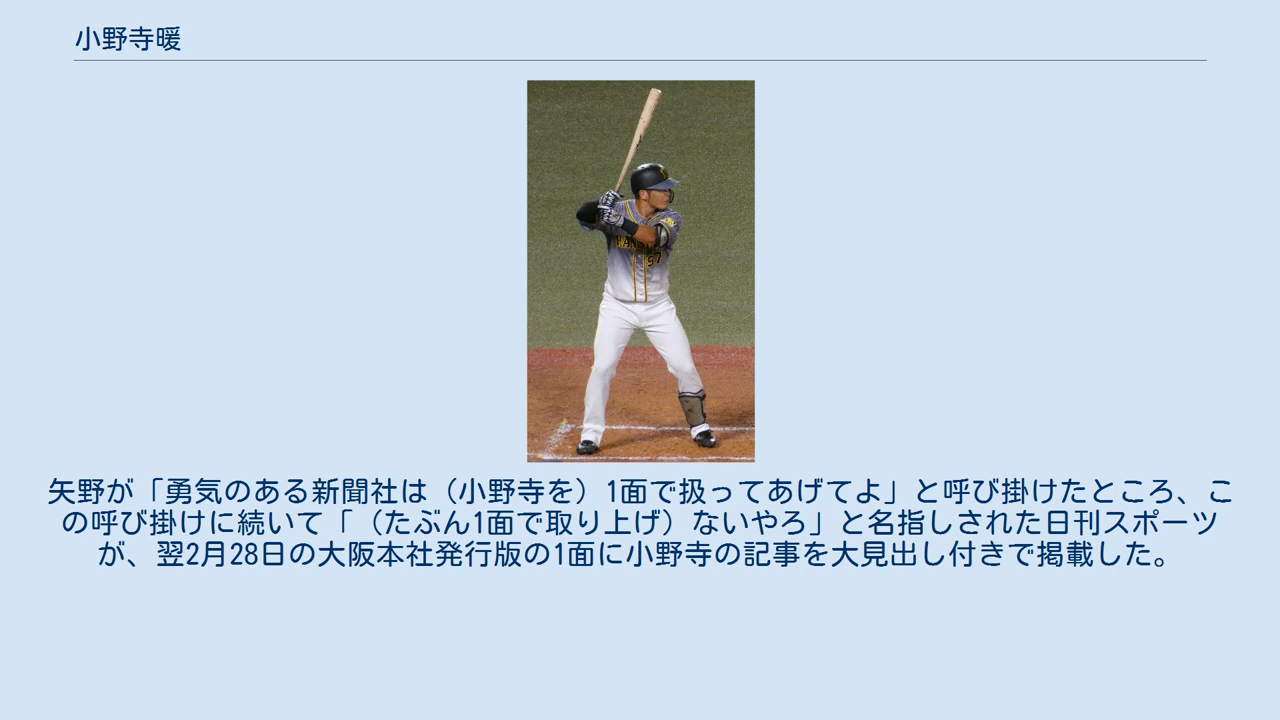 小野寺暖
矢野が「勇気のある新聞社は（小野寺を）1面で扱ってあげてよ」と呼び掛けたところ、こ
の呼び掛けに続いて「（たぶん1面で取り上げ）ないやろ」と名指しされた日刊スポーツ
が、翌2月28日の大阪本社発行版の1面に小野寺の記事を大見出し付きで掲載した。